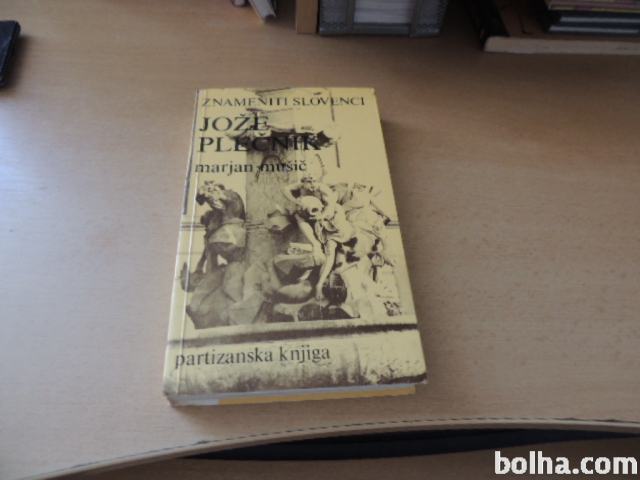 ZNAMENITI SLOVENCI
JOŽE
PLEČNIK
marjan mušič
partizanska knjiga
bolha.com